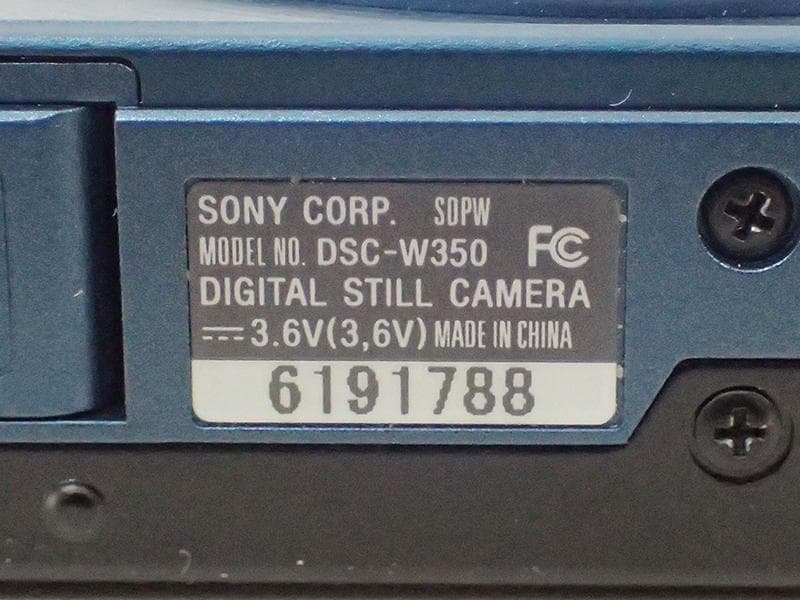 SONY CORP. SDPW
MODEL NO. DSC-W350 FC
DIGITAL STILL CAMERA
⎓3.6V(3,6V) MADE IN CHINA
6191788